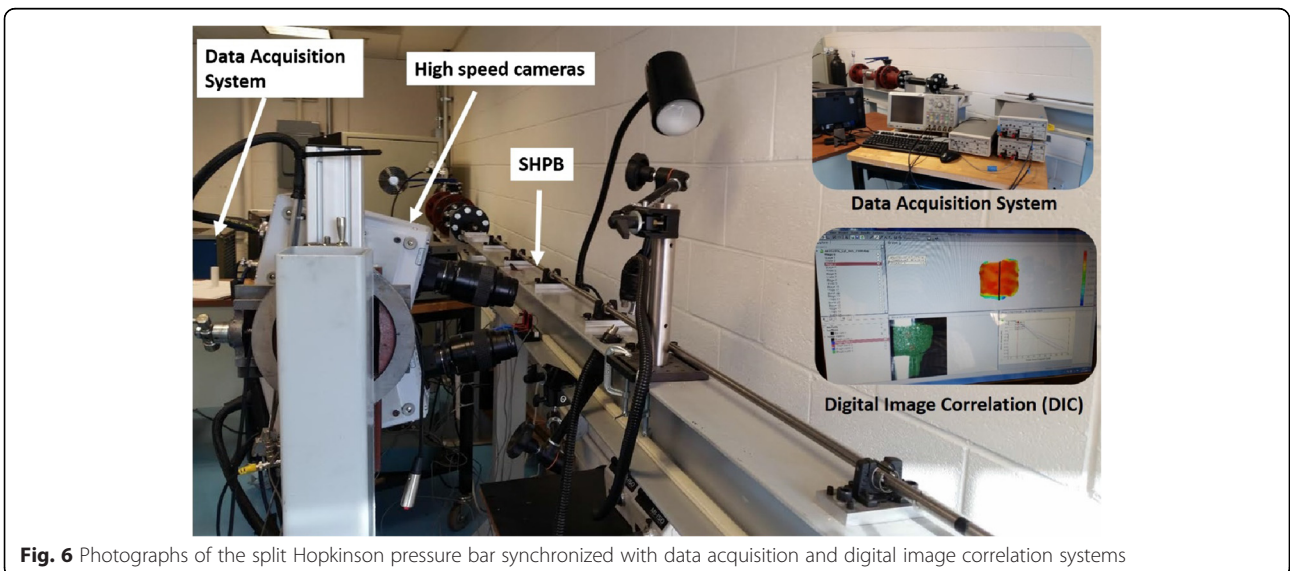 Data Acquisition
System
High speed cameras
SHPB
Data Acquisition System
Digital Image Correlation (DIC)
Fig. 6 Photographs of the split Hopkinson pressure bar synchronized with data acquisition and digital image correlation systems